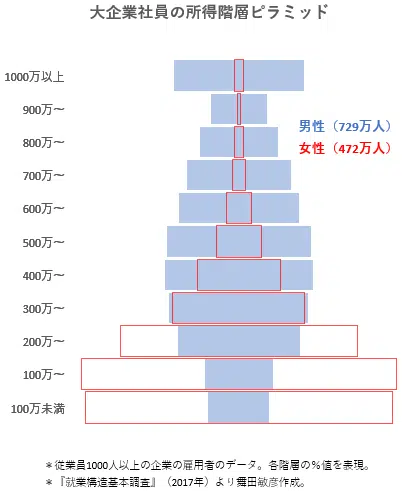 大企業社員の所得階層ピラミッド
1000万以上
900万～
800万～
男性（729万人）
女性（472万人）
700万～
600万～
500万～
400万～
300万～
200万～
100万～
100万未満
＊従業員1000人以上の企業の雇用者のデータ。各階層の％値を表現。
＊『就業構造基本調査』（2017年）より舞田敏彦作成。